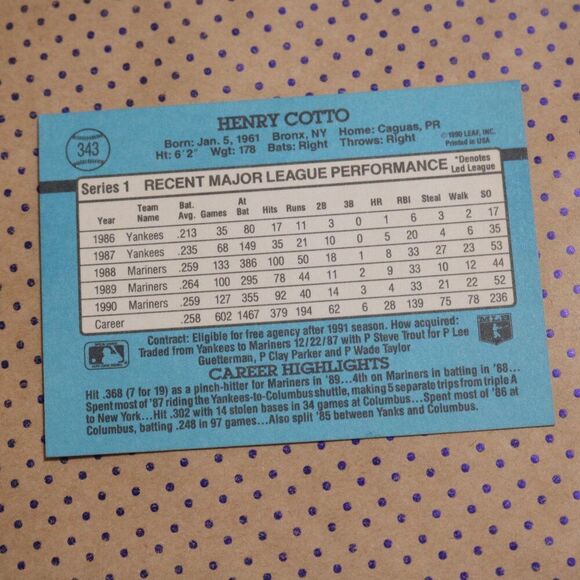 343
HENRY COTTO
Born: Jan. 5, 1961 Bronx, NY Home: Caguas, PR
Ht: 6'2" Wgt: 178 Bats: Right Throws: Right
©1990 LEAF, INC.
Printed in USA
Series 1 RECENT MAJOR LEAGUE PERFORMANCE
*Denotes
Led League
Year Team Name Bat. Avg. Games At Bat Hits Runs 2B 3B HR RBI Steal Walk SO
1986 Yankees .213 35 80 17 11 3 0 1 6 3 2 17
1987 Yankees .235 68 149 35 21 10 0 5 20 4 6 35
1988 Mariners .259 133 386 100 50 18 1 8 33 27 23 53
1989 Mariners .264 100 295 78 44 11 2 9 33 10 12 44
1990 Mariners .259 127 355 92 40 14 3 4 33 21 22 52
Career .258 602 1467 379 194 62 6 28 139 75 78 236
Contract: Eligible for free agency after 1991 season. How acquired:
Traded from Yankees to Mariners 12/22/87 with P Steve Trout for P Lee
Guetterman, P Clay Parker and P Wade Taylor
CAREER HIGHLIGHTS
Hit .368 (7 for 19) as a pinch-hitter for Mariners in '89...4th on Mariners in batting in '88...
Spent most of '87 riding the Yankees-to-Columbus shuttle, making 5 separate trips from triple A
to New York...Hit .302 with 14 stolen bases in 34 games at Columbus...Spent most of '86 at
Columbus, batting .248 in 97 games...Also split '85 between Yanks and Columbus.